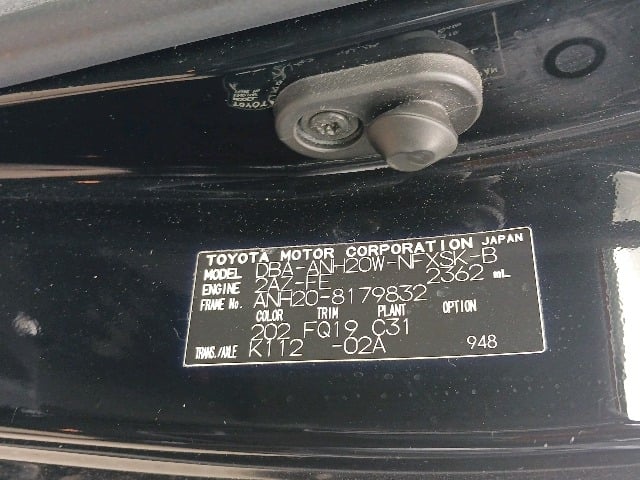 TOYOTA MOTOR CORPORATION JAPAN
MODEL DBA-ANH20W-NFXSK-B
ENGINE 2AZ-FE 2362 mL
FRAME No. ANH20-8179832
COLOR TRIM PLANT OPTION
202 FQ19 C31
TRANS./AXLE K112 -02A 948